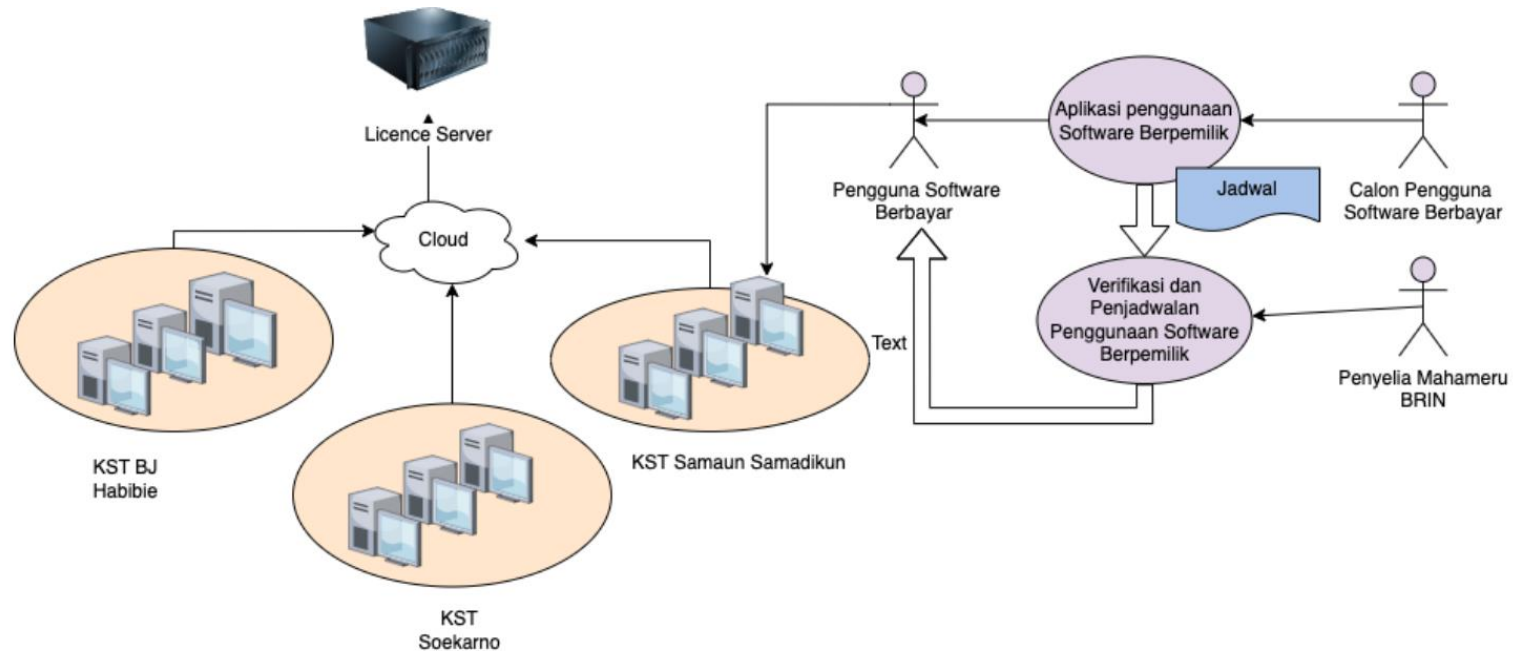 Licence Server
Cloud
KST BJ
Habibie
KST
Soekarno
KST Samaun Samadikun
Pengguna Software
Berbayar
Text
Aplikasi penggunaan
Software Berpemilik
Jadwal
Calon Pengguna
Software Berbayar
Verifikasi dan
Penjadwalan
Penggunaan Software
Berpemilik
Penyelia Mahameru
BRIN